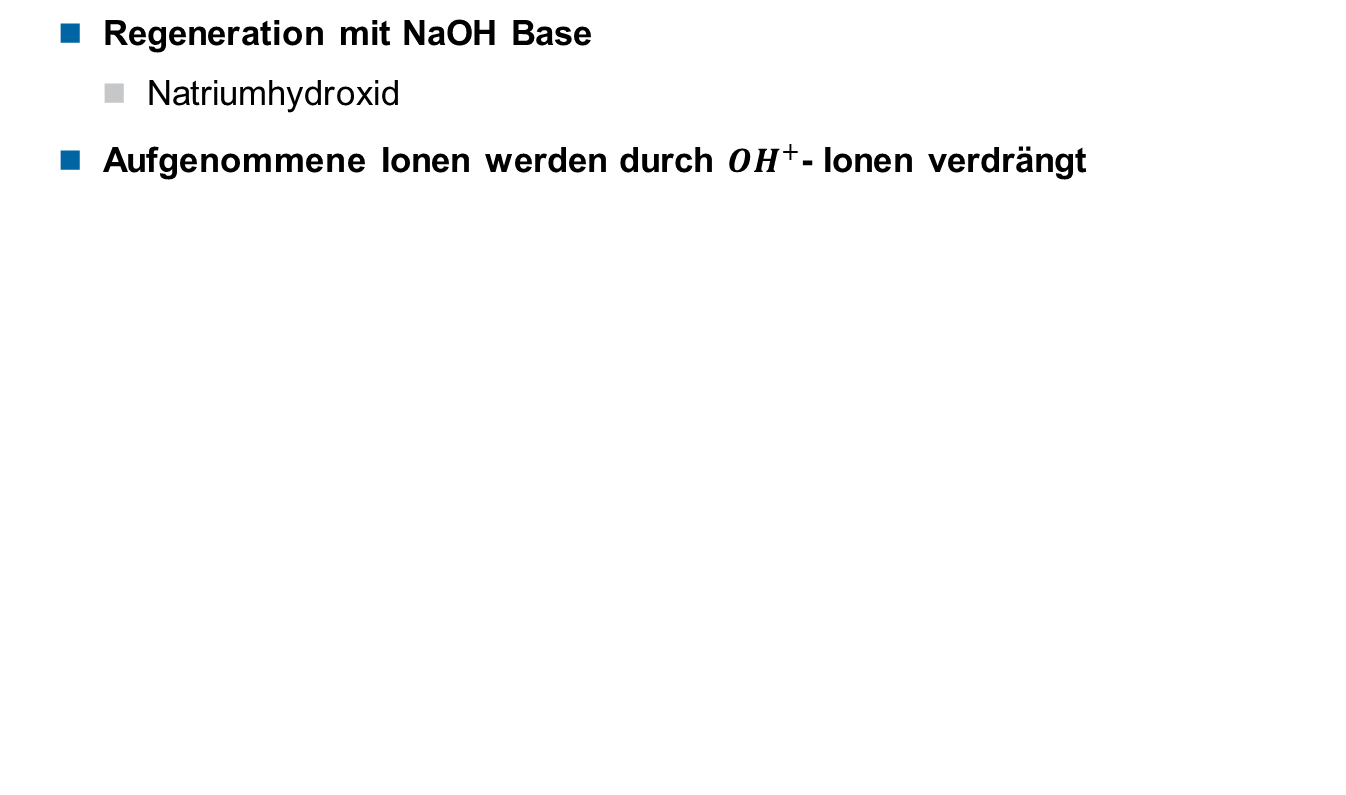 Regeneration mit NaOH Base
Natriumhydroxid
Aufgenommene Ionen werden durch OH⁺- Ionen verdrängt